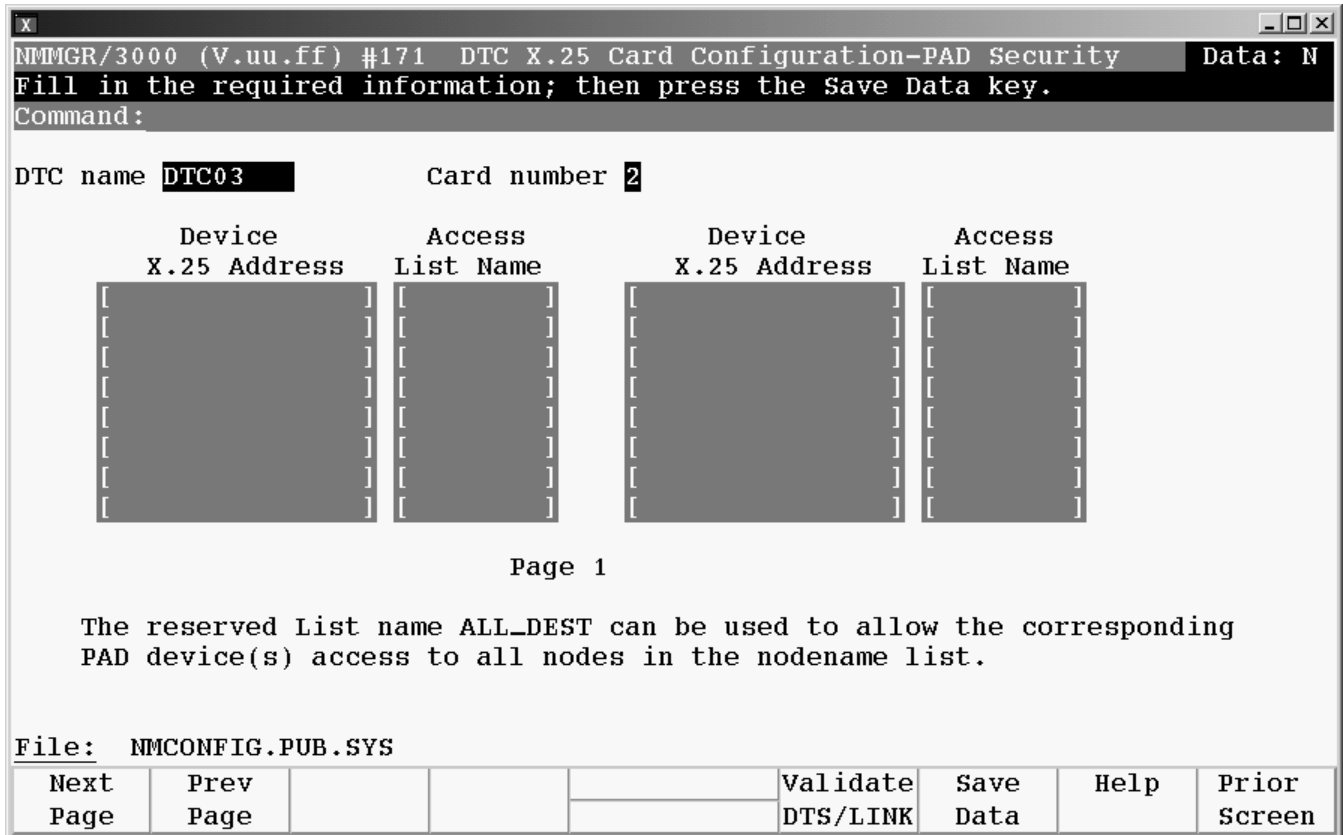 X
NMMGR/3000 (V.uu.ff) #171 DTC X.25 Card Configuration-PAD Security Data: N
Fill in the required information; then press the Save Data key.
Command:
DTC name DTC03 Card number 2
Device Access Device Access
X.25 Address List Name X.25 Address List Name
[ ] [ ] [ ] [ ]
[ ] [ ] [ ] [ ]
[ ] [ ] [ ] [ ]
[ ] [ ] [ ] [ ]
[ ] [ ] [ ] [ ]
[ ] [ ] [ ] [ ]
[ ] [ ] [ ] [ ]
[ ] [ ] [ ] [ ]
Page 1
The reserved List name ALL_DEST can be used to allow the corresponding
PAD device(s) access to all nodes in the nodename list.
File: NMCONFIG.PUB.SYS
Next Prev Validate Save Help Prior
Page Page DTS/LINK Data Screen